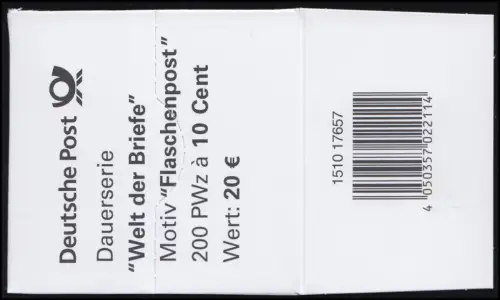 Deutsche Post
Dauerserie
"Welt der Briefe"
Motiv "Flaschenpost"
200 PWz à 10 Cent
Wert: 20 €
1510 17657
4 050357 022114